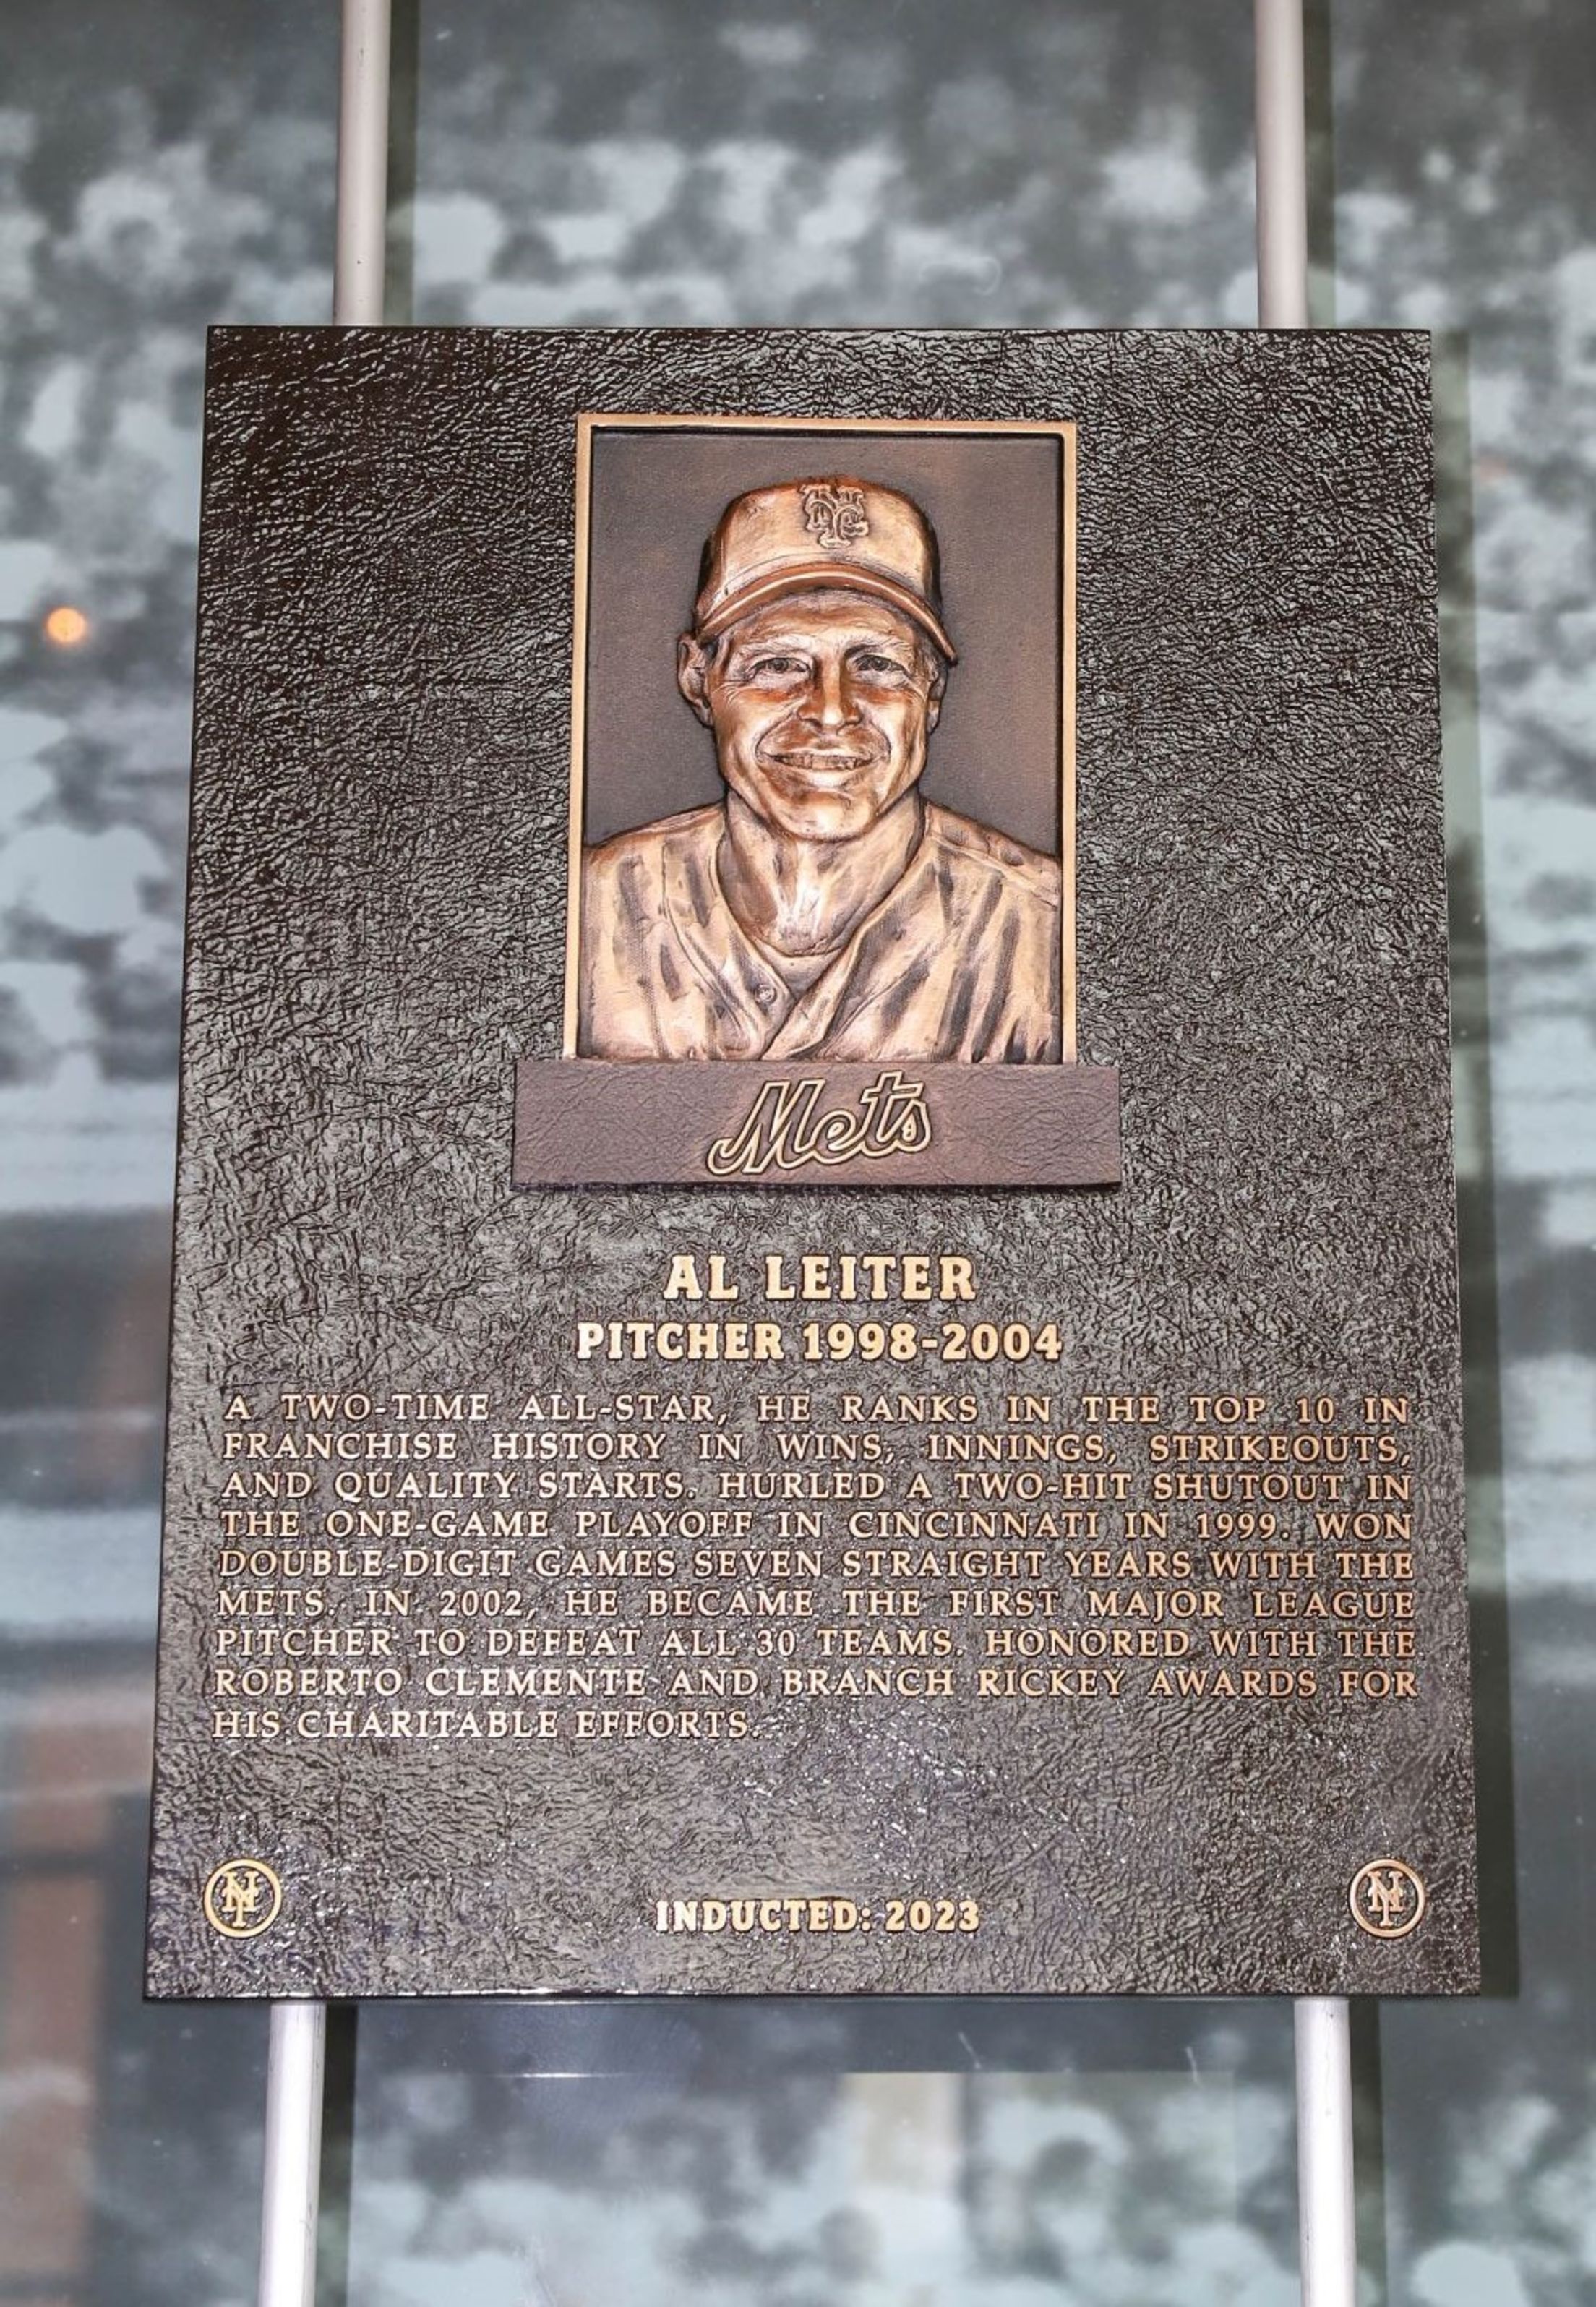 NY
Mets
AL LEITER
PITCHER 1998-2004
A TWO-TIME ALL-STAR, HE RANKS IN THE TOP 10 IN
FRANCHISE HISTORY IN WINS, INNINGS, STRIKEOUTS,
AND QUALITY STARTS. HURLED A TWO-HIT SHUTOUT IN
THE ONE-GAME PLAYOFF IN CINCINNATI IN 1999. WON
DOUBLE-DIGIT GAMES SEVEN STRAIGHT YEARS WITH THE
METS. IN 2002, HE BECAME THE FIRST MAJOR LEAGUE
PITCHER TO DEFEAT ALL 30 TEAMS. HONORED WITH THE
ROBERTO CLEMENTE AND BRANCH RICKEY AWARDS FOR
HIS CHARITABLE EFFORTS.
NY
INDUCTED: 2023
NY